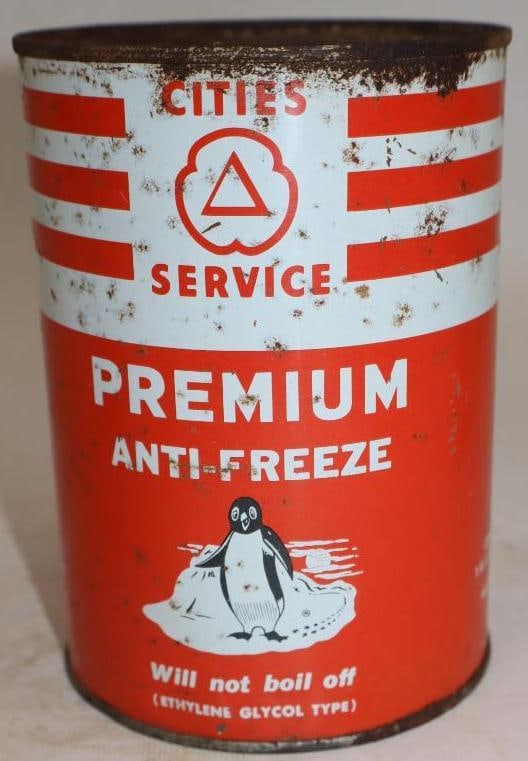 CITIES
SERVICE
PREMIUM
ANTI-FREEZE
Will not boil off
(ETHYLENE GLYCOL TYPE)